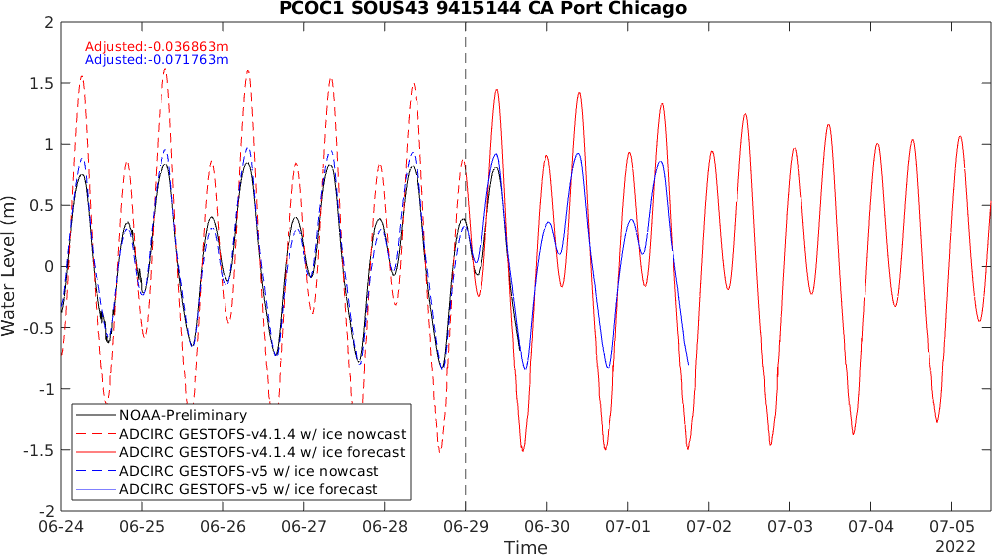 PCOC1 SOUS43 9415144 CA Port Chicago
Adjusted:-0.036863m
Adjusted:-0.071763m
Water Level (m)
2
1.5
1
0.5
0
-0.5
-1
-1.5
-2
NOAA-Preliminary
ADCIRC GESTOFS-v4.1.4 w/ ice nowcast
ADCIRC GESTOFS-v4.1.4 w/ ice forecast
ADCIRC GESTOFS-v5 w/ ice nowcast
ADCIRC GESTOFS-v5 w/ ice forecast
06-24 06-25 06-26 06-27 06-28 06-29 06-30 07-01 07-02 07-03 07-04 07-05
Time
2022